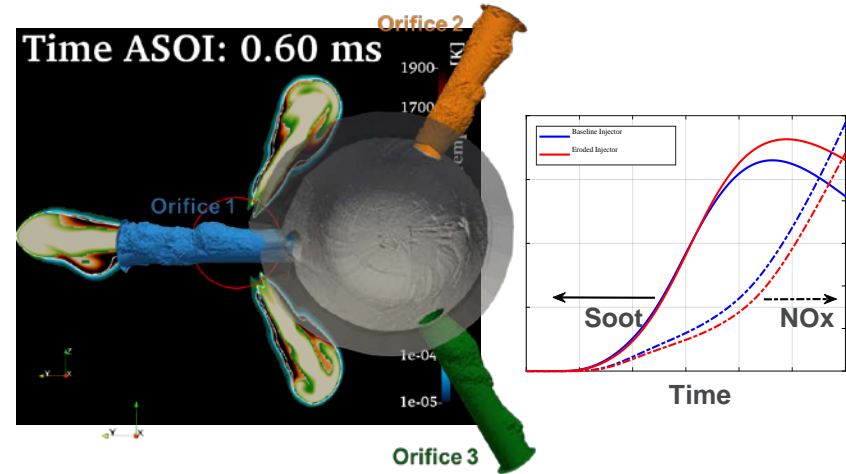 Orifice 2
Time ASOI: 0.60 ms
1900
[K]
1700
Orifice 1
1e-04
1e-05
Z
Y
X
Y
X
Orifice 3
Baseline Injector
Eroded Injector
Soot
NOx
Time